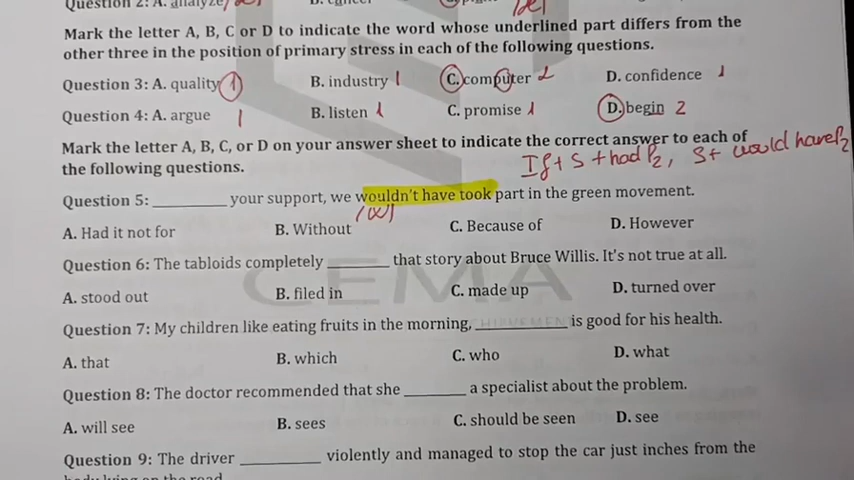 Question 2: A. analyze
Mark the letter A, B, C or D to indicate the word whose underlined part differs from the
other three in the position of primary stress in each of the following questions.
Question 3: A. quality 1 B. industry 1 C. computer 2 D. confidence 1
Question 4: A. argue 1 B. listen 1 C. promise 1 D. begin 2
Mark the letter A, B, C, or D on your answer sheet to indicate the correct answer to each of
the following questions.
If + S + had P2, S + would have P2
Question 5: ________ your support, we wouldn't have took part in the green movement.
A. Had it not for B. Without C. Because of D. However
Question 6: The tabloids completely _______ that story about Bruce Willis. It's not true at all.
A. stood out B. filed in C. made up D. turned over
CEMA
Question 7: My children like eating fruits in the morning, __________ is good for his health.
A. that B. which C. who D. what
Question 8: The doctor recommended that she _______ a specialist about the problem.
A. will see B. sees C. should be seen D. see
Question 9: The driver _________ violently and managed to stop the car just inches from the